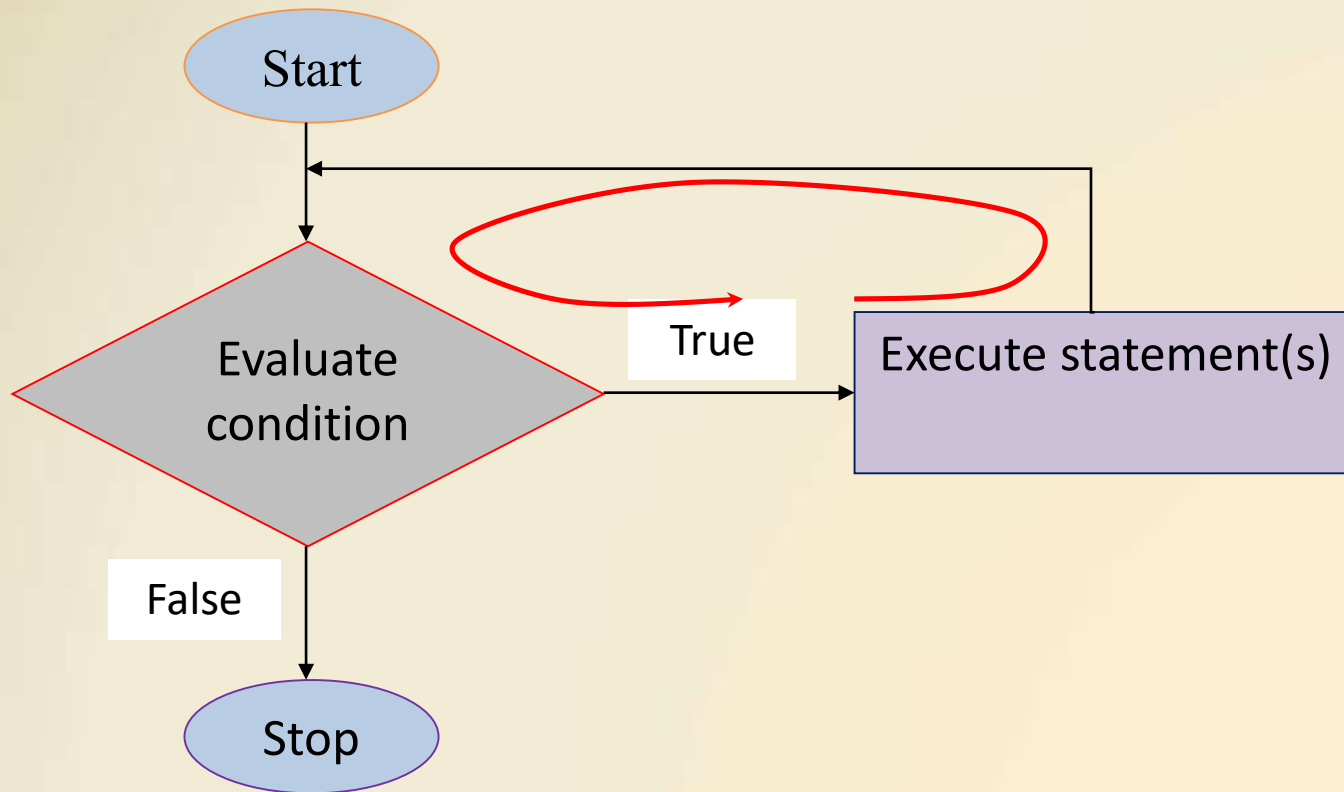 Start
Evaluate
condition
True
Execute statement(s)
False
Stop